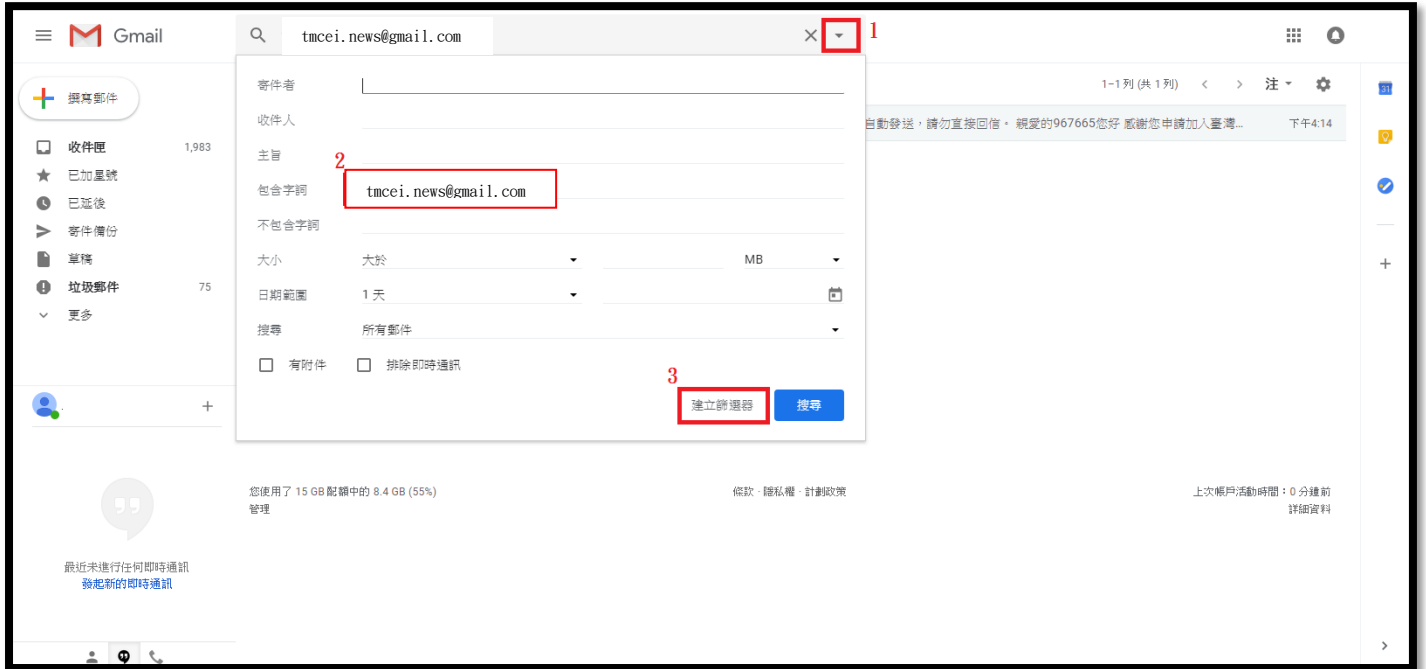 Gmail
tmcei.news@gmail.com
1
撰寫郵件
寄件者
1-1 列 (共 1 列)
注
31
收件人
自動發送，請勿直接回信。 親愛的967665您好 感謝您申請加入臺灣...
下午4:14
收件匣
1,983
主旨
2
已加星號
包含字詞
tmcei.news@gmail.com
已延後
不包含字詞
寄件備份
草稿
大小
大於
MB
垃圾郵件
75
日期範圍
1 天
更多
搜尋
所有郵件
有附件
排除即時通訊
3
建立篩選器
搜尋
您使用了 15 GB 配額中的 8.4 GB (55%)
管理
條款 · 隱私權 · 計劃政策
上次帳戶活動時間：0 分鐘前
詳細資料
最近未進行任何即時通訊
發起新的即時通訊